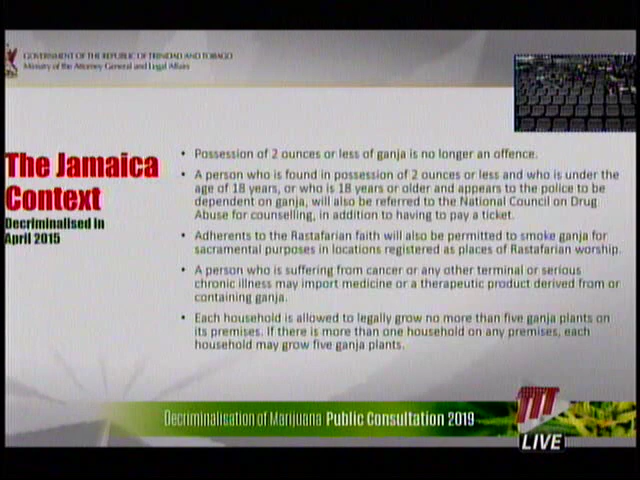 GOVERNMENT OF THE REPUBLIC OF TRINIDAD AND TOBAGO
Ministry of the Attorney General and Legal Affairs
The Jamaica
Context
Decriminalised in
April 2015
• Possession of 2 ounces or less of ganja is no longer an offence.
• A person who is found in possession of 2 ounces or less and who is under the
age of 18 years, or who is 18 years or older and appears to the police to be
dependent on ganja, will also be referred to the National Council on Drug
Abuse for counselling, in addition to having to pay a ticket.
• Adherents to the Rastafarian faith will also be permitted to smoke ganja for
sacramental purposes in locations registered as places of Rastafarian worship.
• A person who is suffering from cancer or any other terminal or serious
chronic illness may import medicine or a therapeutic product derived from or
containing ganja.
• Each household is allowed to legally grow no more than five ganja plants on
its premises. If there is more than one household on any premises, each
household may grow five ganja plants.
Decriminalisation of Marijuana Public Consultation 2019
TTT
LIVE